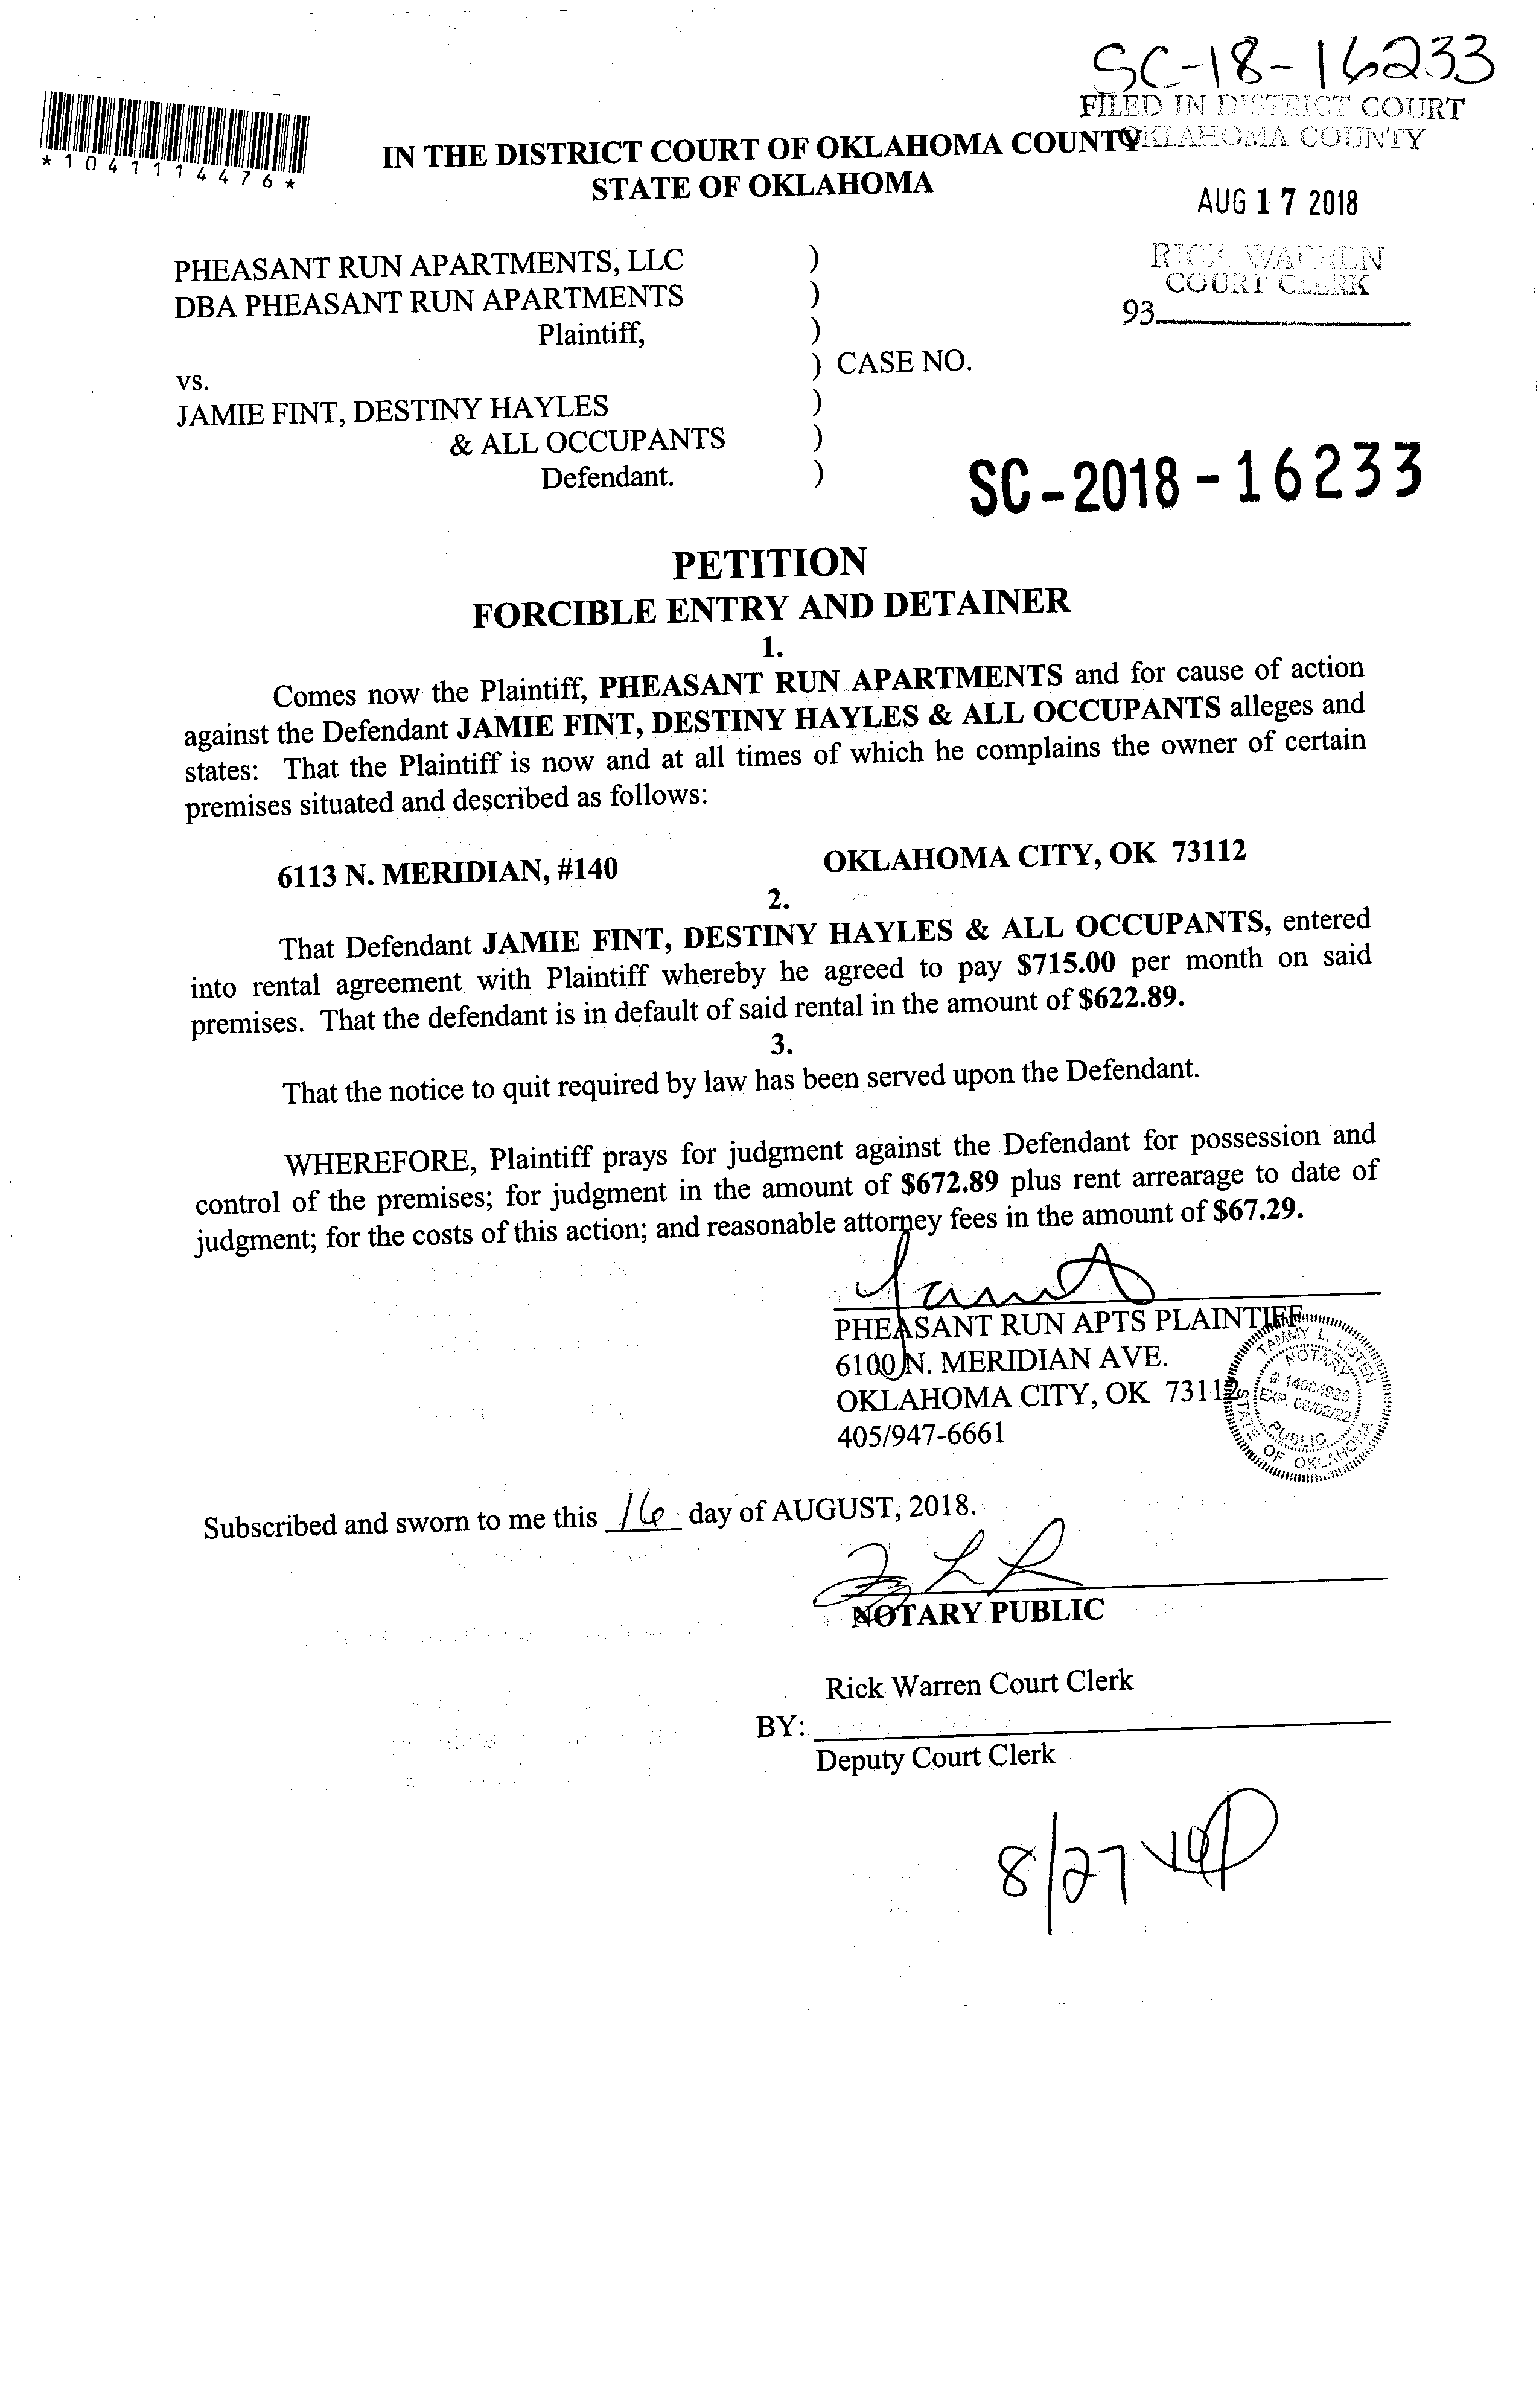 SC-18-16233
FILED IN DISTRICT COURT
OKLAHOMA COUNTY
*1041114476*
IN THE DISTRICT COURT OF OKLAHOMA COUNTY
STATE OF OKLAHOMA
AUG 17 2018
RICK WARREN
COURT CLERK
93
PHEASANT RUN APARTMENTS, LLC )
DBA PHEASANT RUN APARTMENTS )
Plaintiff, )
) CASE NO.
vs.
JAMIE FINT, DESTINY HAYLES )
& ALL OCCUPANTS )
Defendant. )
SC-2018-16233
PETITION
FORCIBLE ENTRY AND DETAINER
1.
Comes now the Plaintiff, PHEASANT RUN APARTMENTS and for cause of action
against the Defendant JAMIE FINT, DESTINY HAYLES & ALL OCCUPANTS alleges and
states: That the Plaintiff is now and at all times of which he complains the owner of certain
premises situated and described as follows:
6113 N. MERIDIAN, #140 OKLAHOMA CITY, OK 73112
2.
That Defendant JAMIE FINT, DESTINY HAYLES & ALL OCCUPANTS, entered
into rental agreement with Plaintiff whereby he agreed to pay $715.00 per month on said
premises. That the defendant is in default of said rental in the amount of $622.89.
3.
That the notice to quit required by law has been served upon the Defendant.
WHEREFORE, Plaintiff prays for judgment against the Defendant for possession and
control of the premises; for judgment in the amount of $672.89 plus rent arrearage to date of
judgment; for the costs of this action; and reasonable attorney fees in the amount of $67.29.
PHEASANT RUN APTS PLAINTIFF
6100 N. MERIDIAN AVE.
OKLAHOMA CITY, OK 73112
405/947-6661
TAMMY L. LISTEN
NOTARY
# 14004926
EXP. 06/02/22
PUBLIC
STATE OF OKLAHOMA
Subscribed and sworn to me this 16 day of AUGUST, 2018.
NOTARY PUBLIC
Rick Warren Court Clerk
BY:
Deputy Court Clerk
8/27